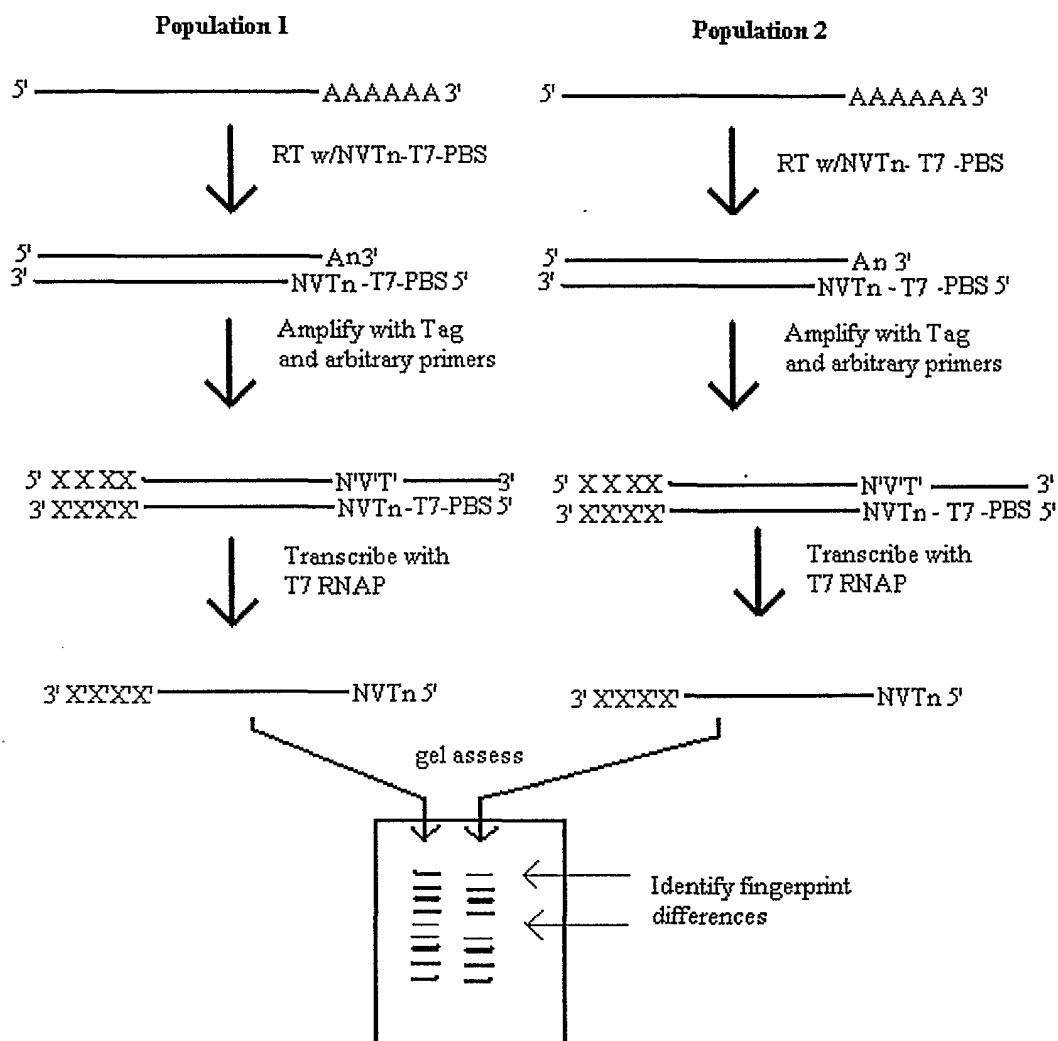 Population 1
Population 2
5' AAAAAA 3'
5' AAAAAA 3'
RT w/NVTn-T7-PBS
RT w/NVTn- T7 -PBS
5' An3'
3' NVTn -T7-PBS 5'
5' An 3'
3' NVTn - T7 -PBS 5'
Amplify with Tag
and arbitrary primers
Amplify with Tag
and arbitrary primers
5' X X X X N'V'T' 3'
3' X'X'X'X' NVTn-T7-PBS 5'
5' X X X X N'V'T' 3'
3' X'X'X'X' NVTn - T7 -PBS 5'
Transcribe with
T7 RNAP
Transcribe with
T7 RNAP
3' X'X'X'X' NVTn 5'
3' X'X'X'X' NVTn 5'
gel assess
Identify fingerprint
differences